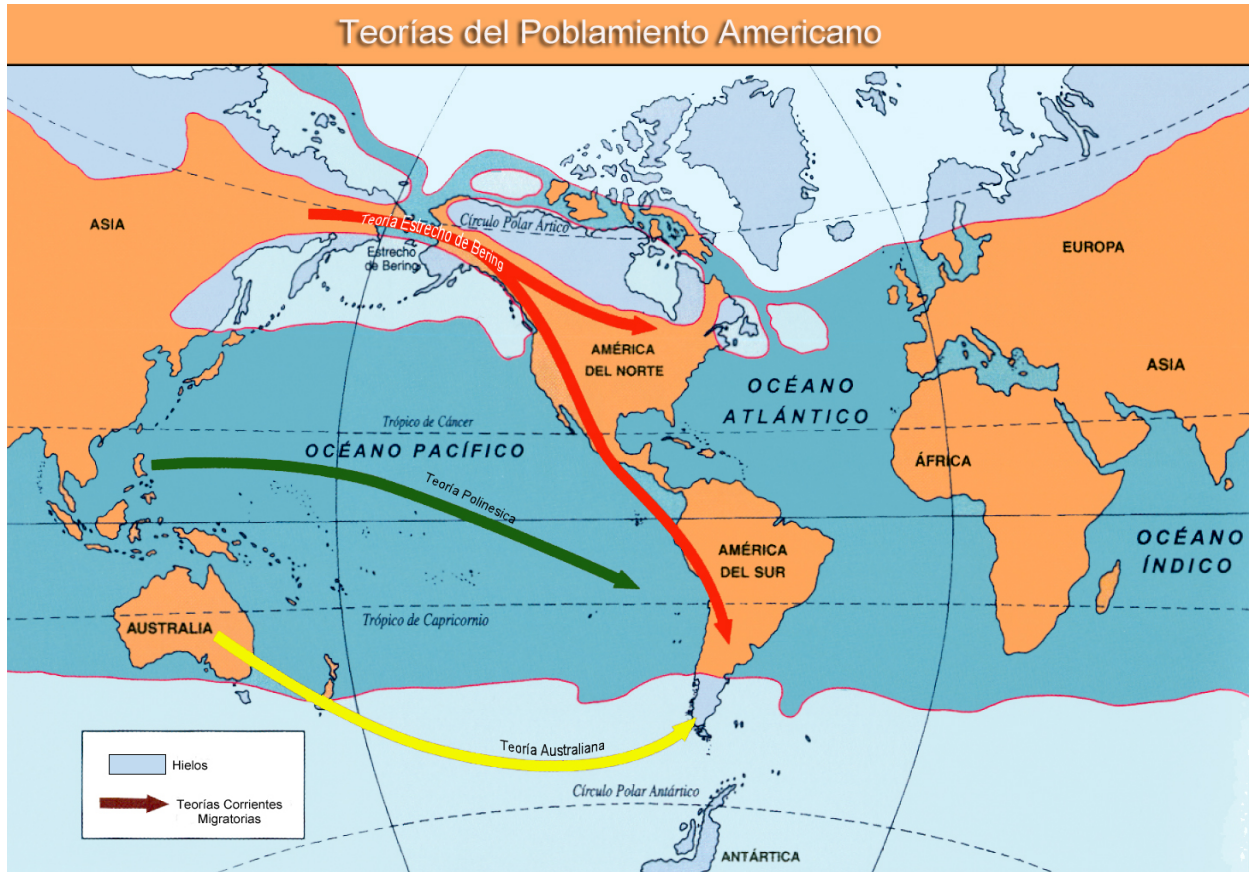 Teorías del Poblamiento Americano
ASIA
Teoría Estrecho de Bering
Círculo Polar Ártico
Estrecho
de Bering
EUROPA
AMÉRICA
DEL NORTE
OCÉANO
ATLÁNTICO
ASIA
Trópico de Cáncer
OCÉANO PACÍFICO
ÁFRICA
Teoría Polinesica
OCÉANO
ÍNDICO
AMÉRICA
DEL SUR
Trópico de Capricornio
AUSTRALIA
Teoría Australiana
Hielos
Teorías Corrientes
Migratorias
Círculo Polar Antártico
ANTÁRTICA